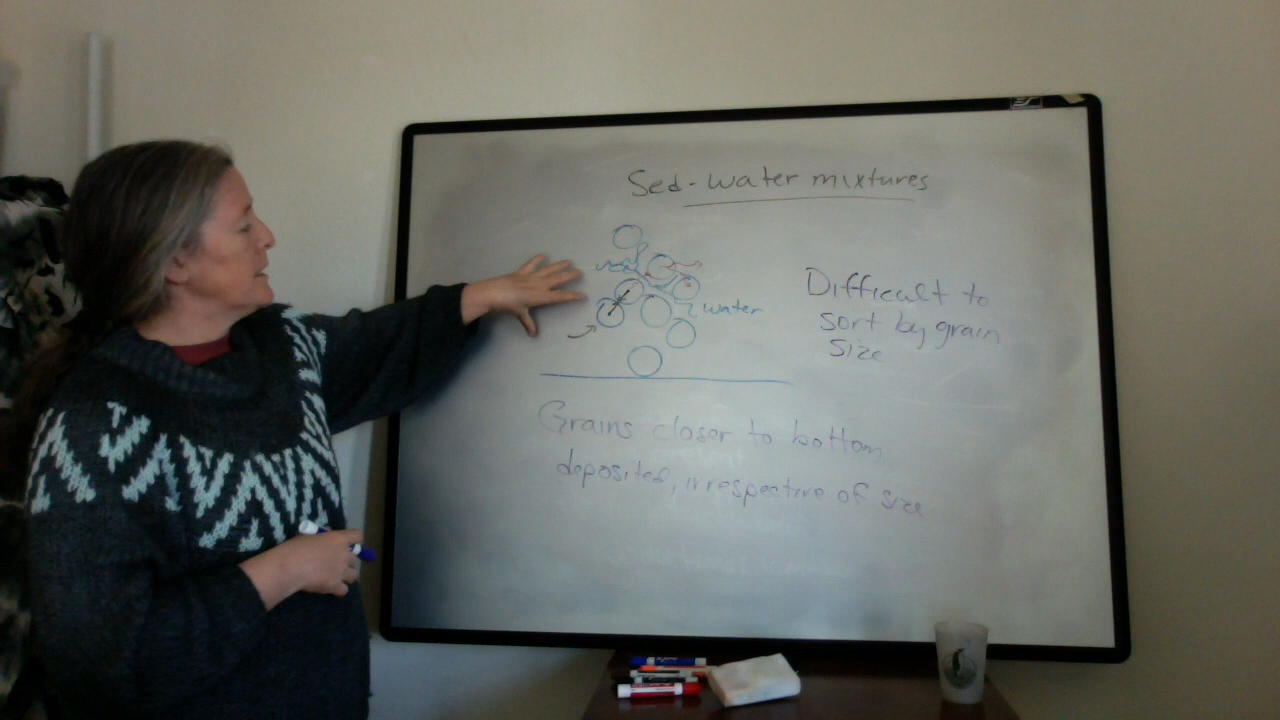 Sed-water mixtures
water
Difficult to
sort by grain
size
Grains closer to bottom
deposited, irrespective of size